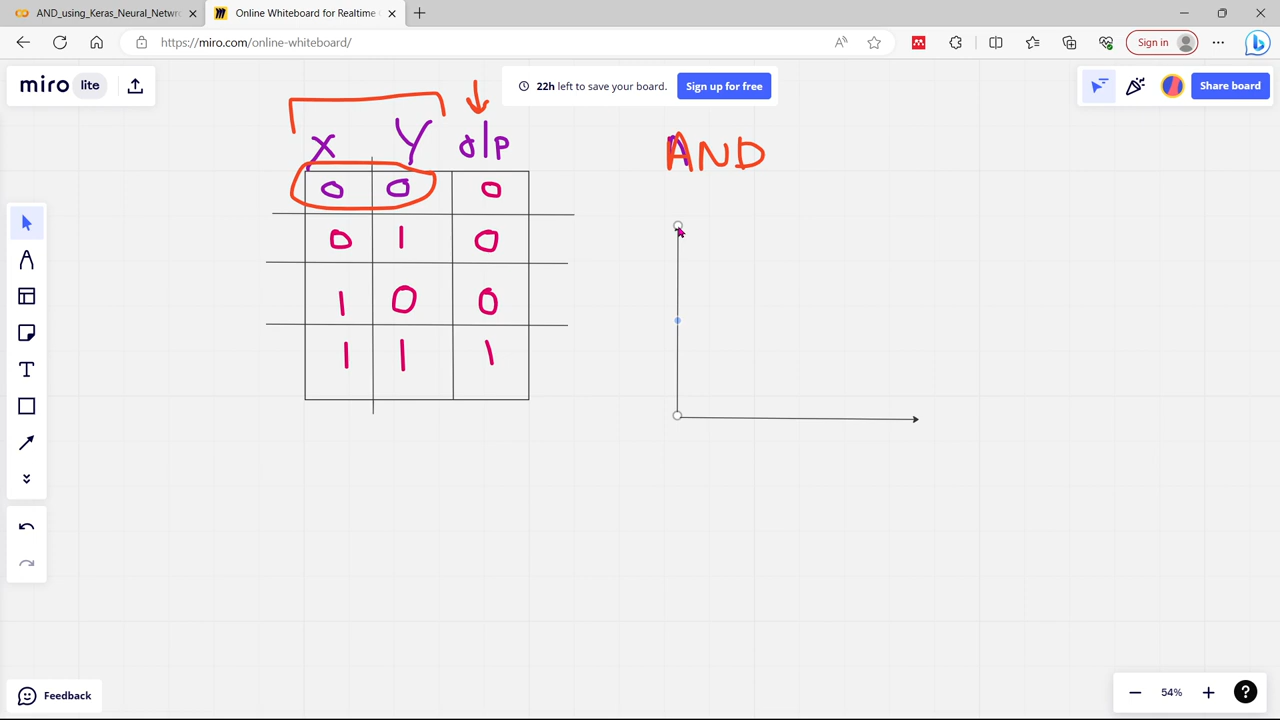 AND_using_Keras_Neural_Netwr
Online Whiteboard for Realtime
https://miro.com/online-whiteboard/
Sign in
miro lite
22h left to save your board.
Sign up for free
Share board
X Y o|p
AND
0 0 0
0 1 0
1 0 0
1 1 1
T
Feedback
54%
?